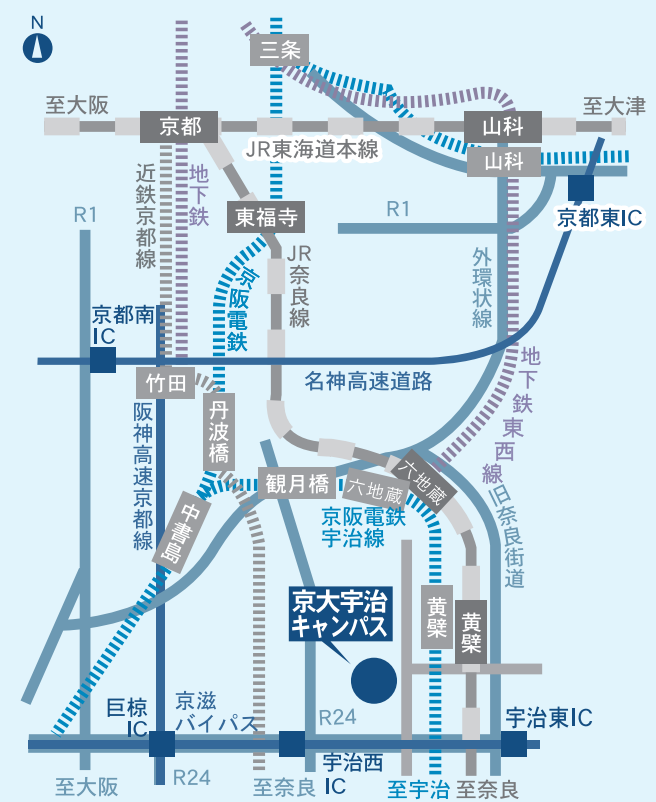 N
三条
至大阪
京都
山科
至大津
JR東海道本線
山科
近鉄京都線
地下鉄
R1
東福寺
R1
京都東IC
JR奈良線
外環状線
京阪電鉄
京都南
IC
名神高速道路
竹田
地下鉄東西線
阪神高速京都線
丹波橋
観月橋
六地蔵
六地蔵
旧奈良街道
中書島
京阪電鉄
宇治線
京大宇治
キャンパス
黄檗
黄檗
巨椋
IC
京滋
バイパス
R24
宇治東IC
宇治西
IC
至大阪
R24
至奈良
至宇治
至奈良